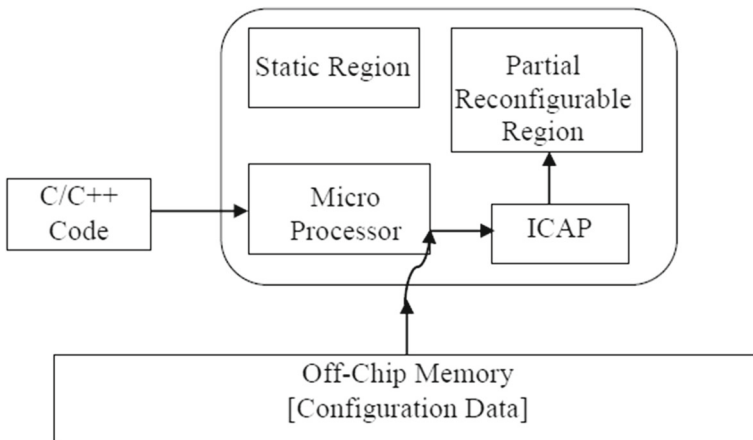 Static Region
Partial
Reconfigurable
Region
C/C++
Code
Micro
Processor
ICAP
Off-Chip Memory
[Configuration Data]